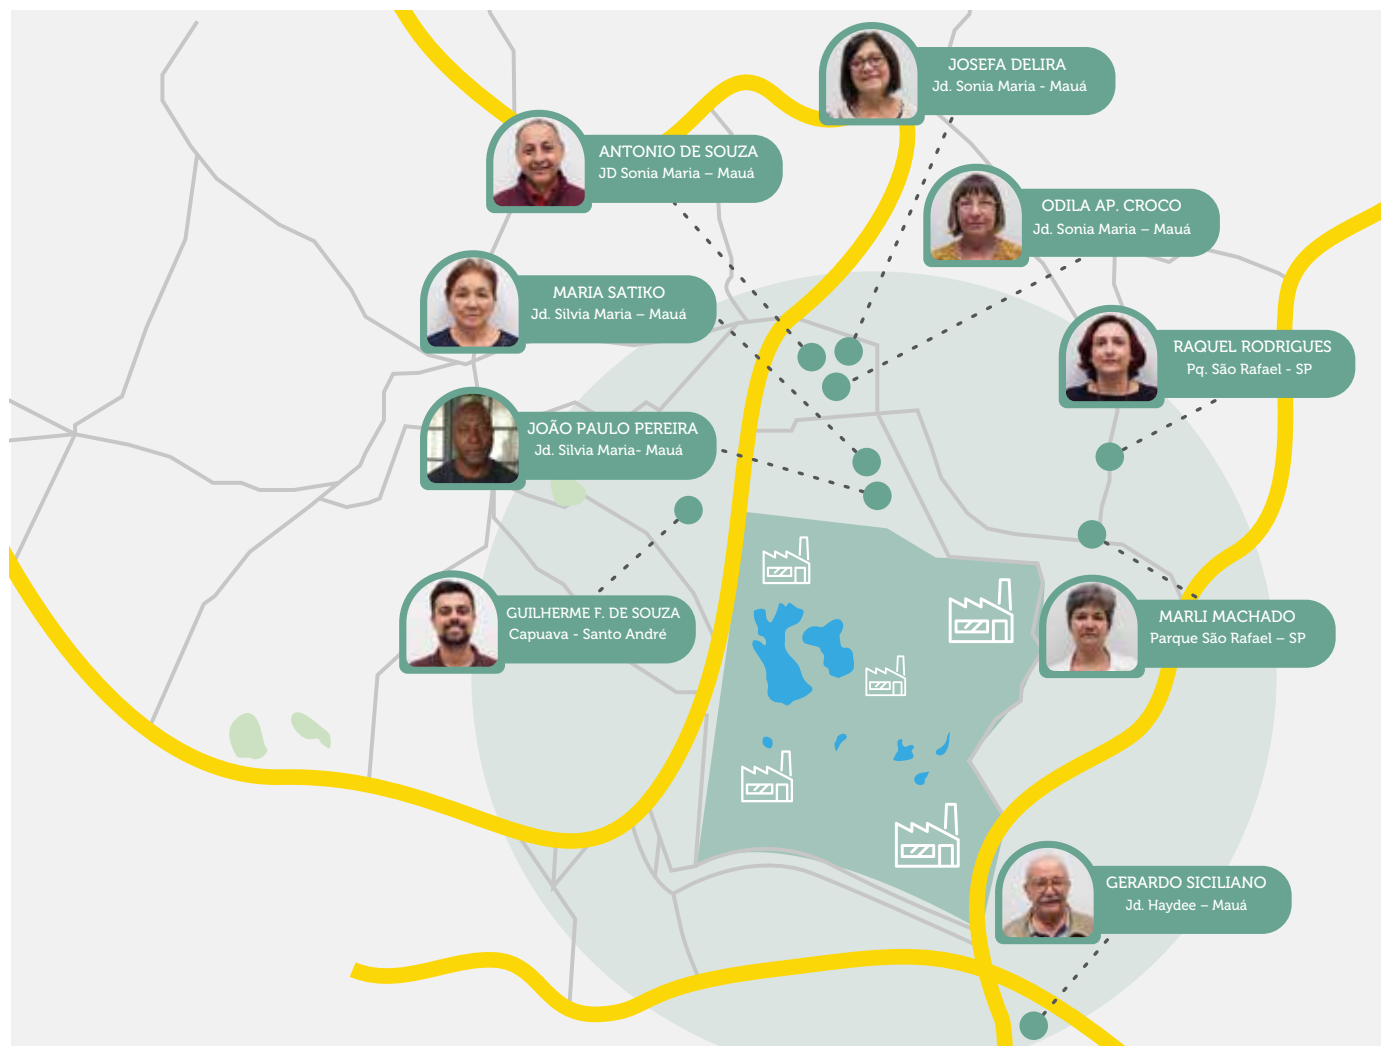 JOSEFA DELIRA
Jd. Sonia Maria - Mauá
ANTONIO DE SOUZA
JD Sonia Maria – Mauá
ODILA AP. CROCO
Jd. Sonia Maria – Mauá
MARIA SATIKO
Jd. Silvia Maria – Mauá
RAQUEL RODRIGUES
Pq. São Rafael - SP
JOÃO PAULO PEREIRA
Jd. Silvia Maria- Mauá
GUILHERME F. DE SOUZA
Capuava - Santo André
MARLI MACHADO
Parque São Rafael – SP
GERARDO SICILIANO
Jd. Haydee – Mauá